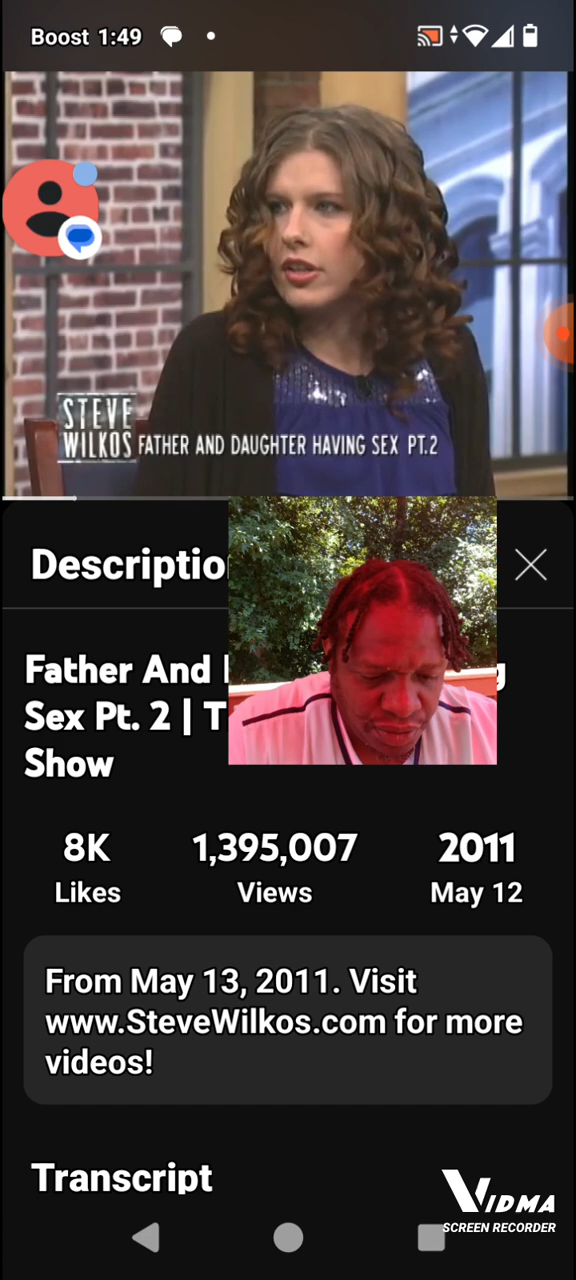 Boost 1:49
STEVE
WILKOS FATHER AND DAUGHTER HAVING SEX PT.2
Description
Father And
Sex Pt. 2 | T
Show
8K 1,395,007 2011
Likes Views May 12
From May 13, 2011. Visit
www.SteveWilkos.com for more
videos!
Transcript
VIDMA
SCREEN RECORDER